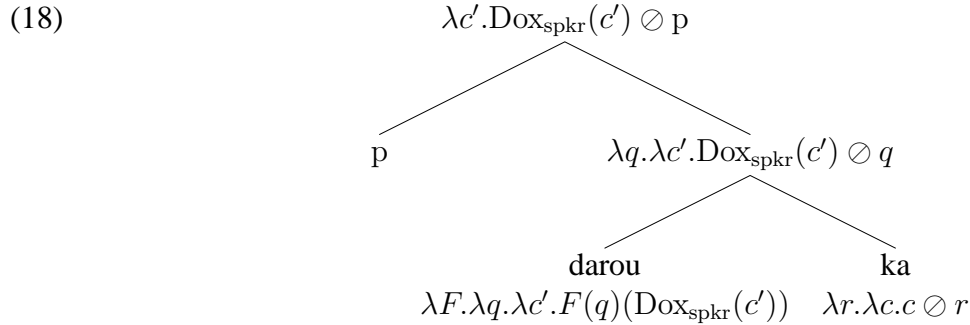 (18)
λc′.Dox_spkr(c′) ⊘ p
p λq.λc′.Dox_spkr(c′) ⊘ q
darou ka
λF.λq.λc′.F(q)(Dox_spkr(c′)) λr.λc.c ⊘ r